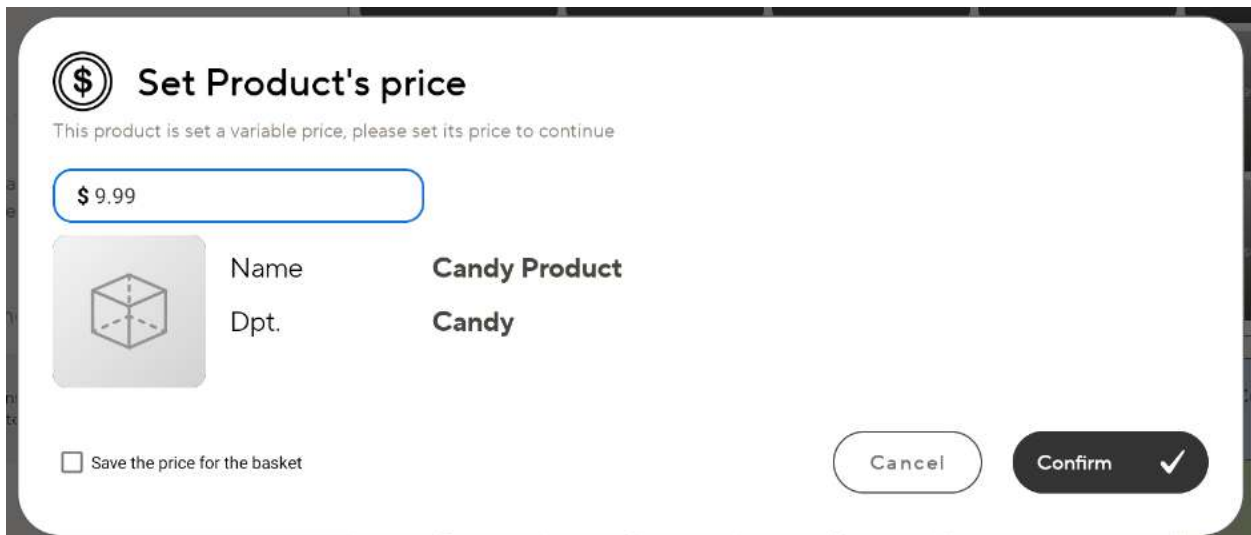 $ Set Product's price
This product is set a variable price, please set its price to continue
$ 9.99
Name Candy Product
Dpt. Candy
Save the price for the basket
Cancel
Confirm